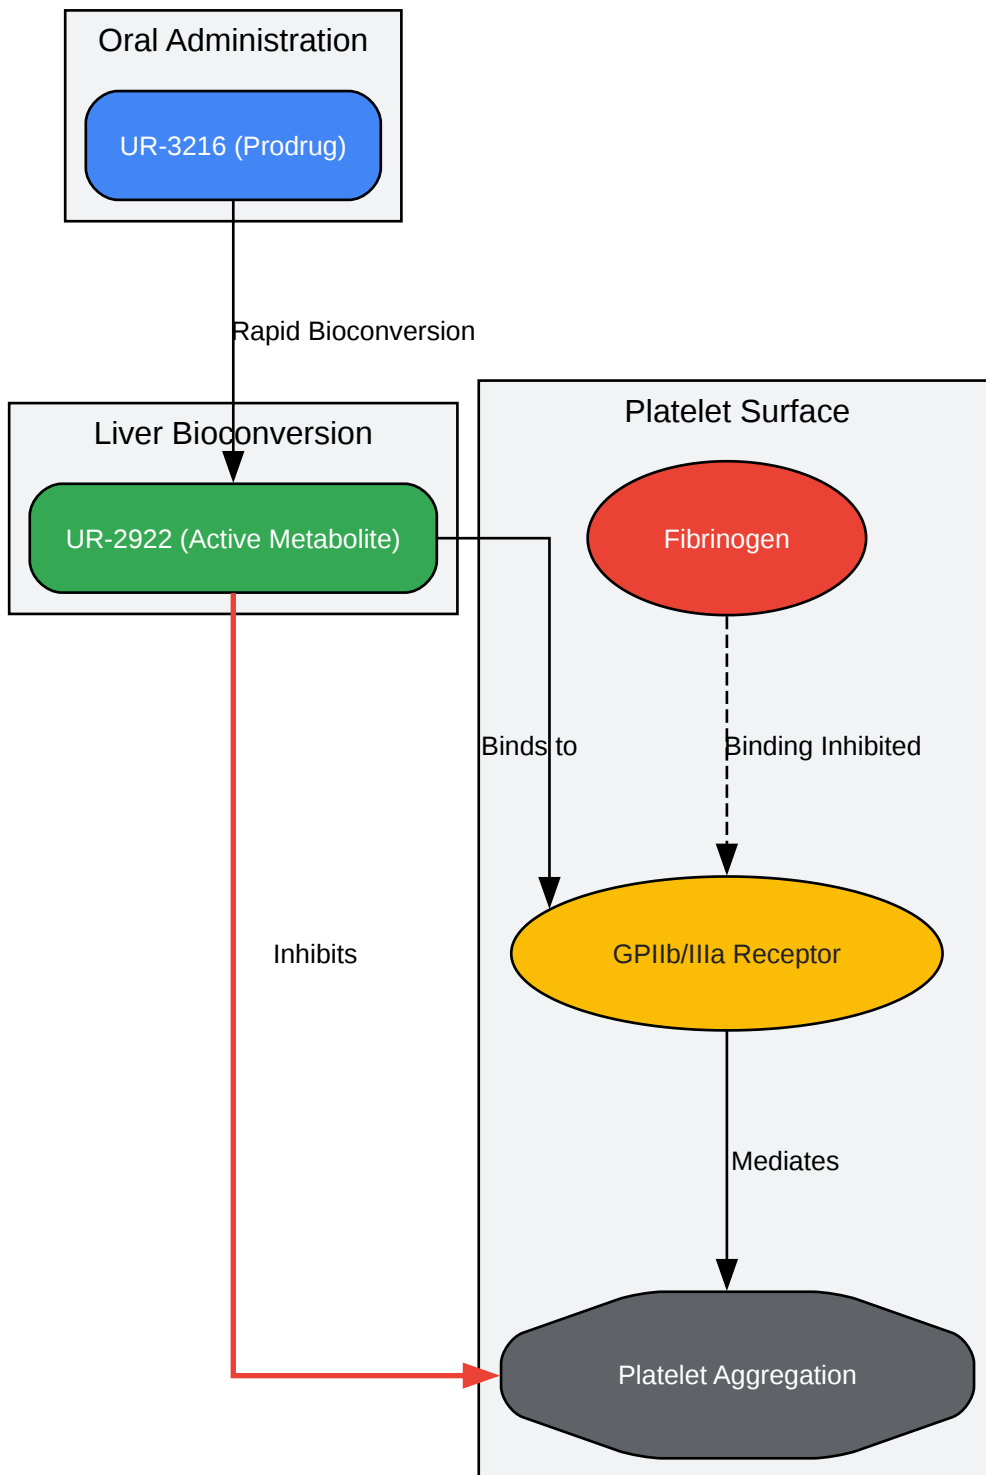 Oral Administration
UR-3216 (Prodrug)
Rapid Bioconversion
Liver Bioconversion
UR-2922 (Active Metabolite)
Platelet Surface
Fibrinogen
Binds to
Binding Inhibited
Inhibits
GPIIb/IIIa Receptor
Mediates
Platelet Aggregation